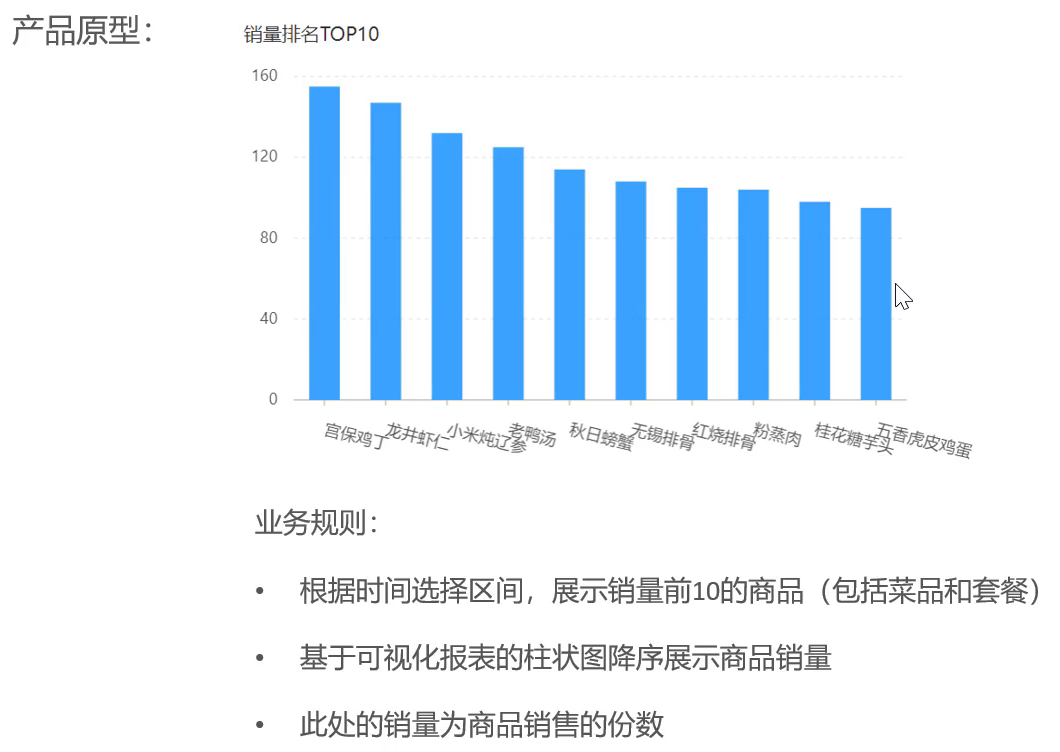 产品原型：
销量排名TOP10
160
120
80
40
0
宫保鸡丁
龙井虾仁
小米炖辽参
老鸭汤
秋日螃蟹
无锡排骨
红烧排骨
粉蒸肉
桂花糖芋头
五香虎皮鸡蛋
业务规则：
• 根据时间选择区间，展示销量前10的商品（包括菜品和套餐）
• 基于可视化报表的柱状图降序展示商品销量
• 此处的销量为商品销售的份数